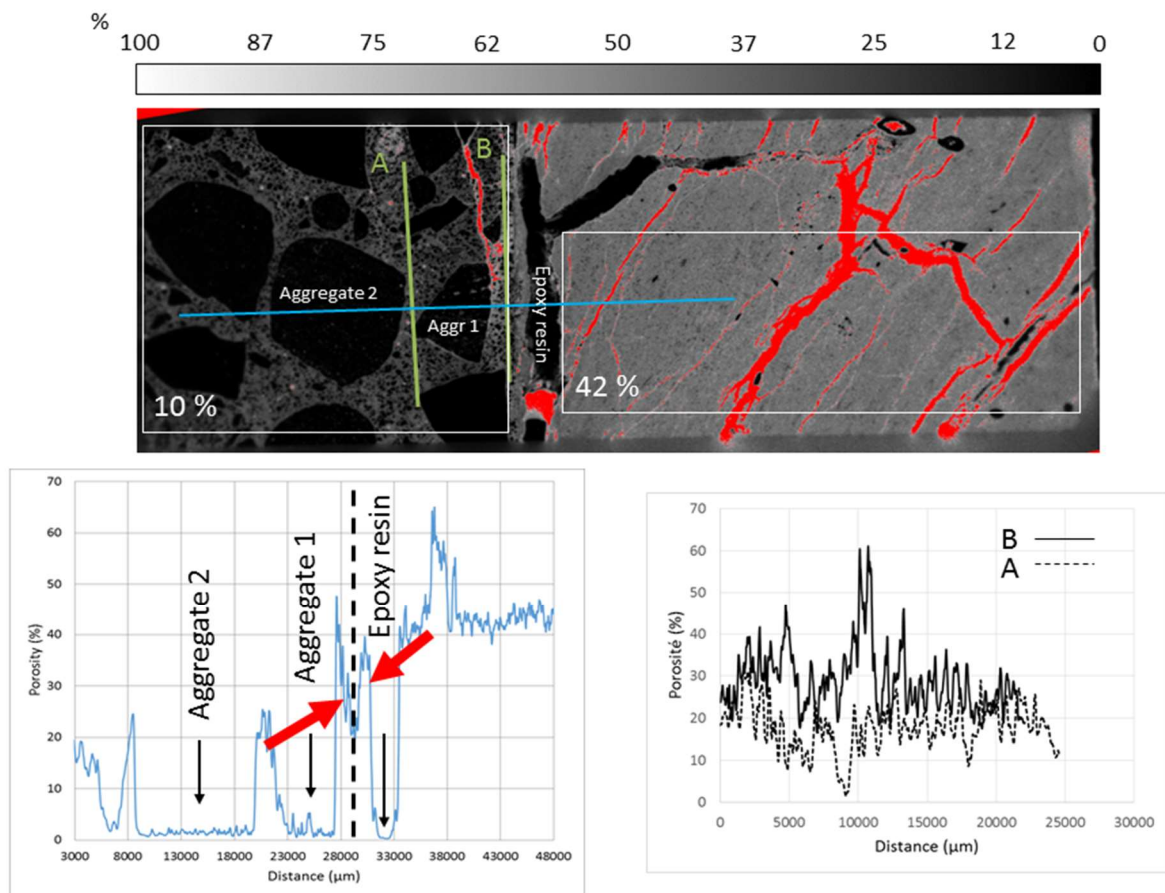 %
100 87 75 62 50 37 25 12 0
A
B
Aggregate 2
Aggr 1
Epoxy resin
10 %
42 %
70
60
50
40
30
20
10
0
Porosity (%)
Aggregate 2
Aggregate 1
Epoxy resin
3000 8000 13000 18000 23000 28000 33000 38000 43000 48000
Distance (µm)
70
60
50
40
30
20
10
0
Porosité (%)
B
A
0 5000 10000 15000 20000 25000 30000
Distance (µm)